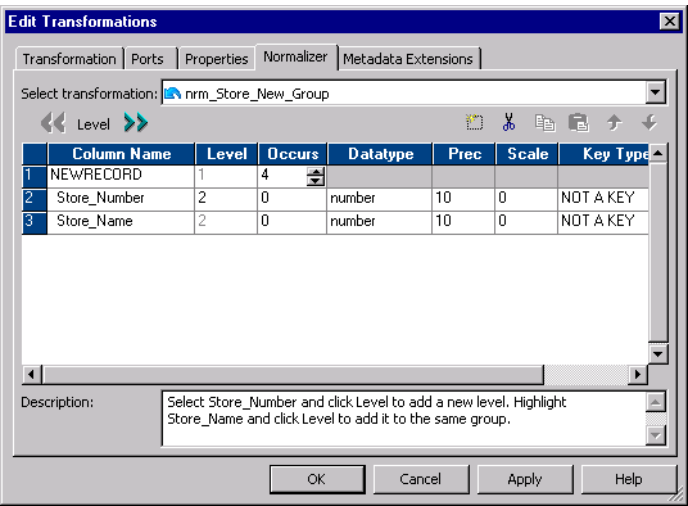 Edit Transformations
Transformation Ports Properties Normalizer Metadata Extensions
Select transformation: nrm_Store_New_Group
Level
Column Name Level Occurs Datatype Prec Scale Key Type
1 NEWRECORD 1 4
2 Store_Number 2 0 number 10 0 NOT A KEY
3 Store_Name 2 0 number 10 0 NOT A KEY
Description: Select Store_Number and click Level to add a new level. Highlight
Store_Name and click Level to add it to the same group.
OK Cancel Apply Help